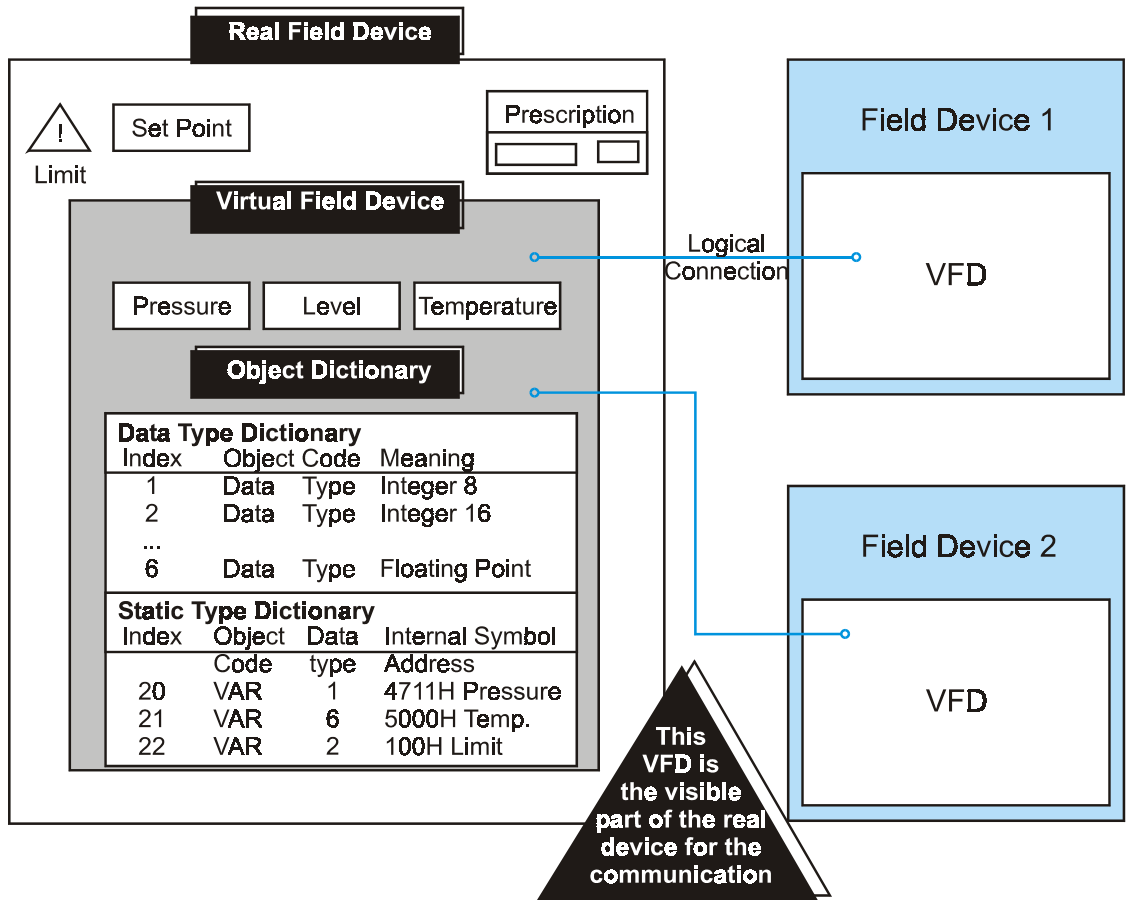 Real Field Device
!
Limit
Set Point
Prescription
Virtual Field Device
Pressure
Level
Temperature
Object Dictionary
Data Type Dictionary
Index Object Code Meaning
1 Data Type Integer 8
2 Data Type Integer 16
...
6 Data Type Floating Point
Static Type Dictionary
Index Object Data Internal Symbol
Code type Address
20 VAR 1 4711H Pressure
21 VAR 6 5000H Temp.
22 VAR 2 100H Limit
Logical
Connection
Field Device 1
VFD
Field Device 2
VFD
This
VFD is
the visible
part of the real
device for the
communication